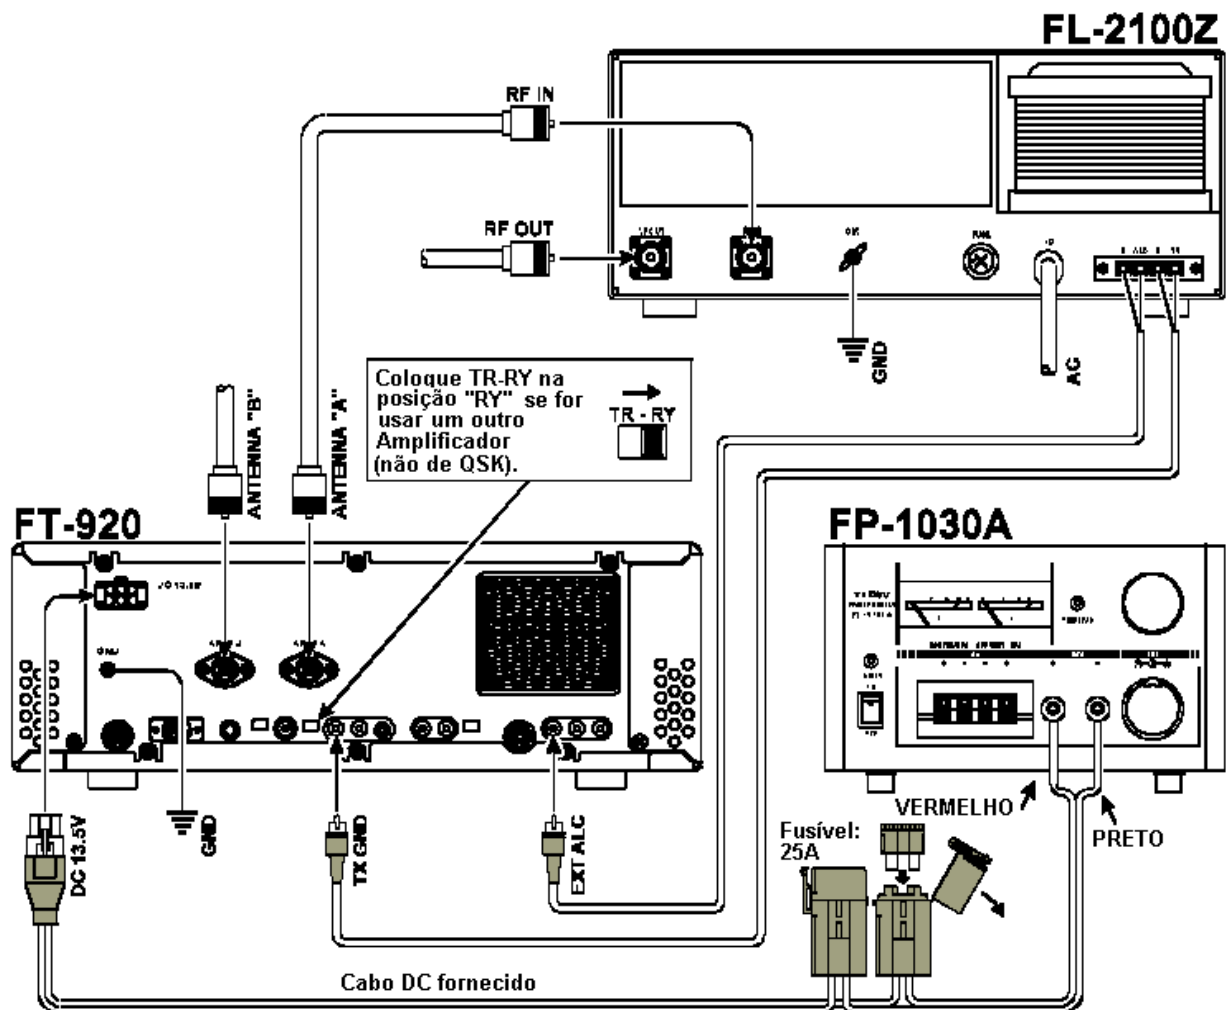 FL-2100Z
RF IN
RF OUT
GND
AC
Coloque TR-RY na
posição "RY" se for
usar um outro
Amplificador
(não de QSK).
TR - RY
ANTENNA "B"
ANTENNA "A"
FT-920
FP-1030A
GND
DC 13.5V
GND
TX GND
EXT ALC
VERMELHO
PRETO
Fusível:
25A
Cabo DC fornecido